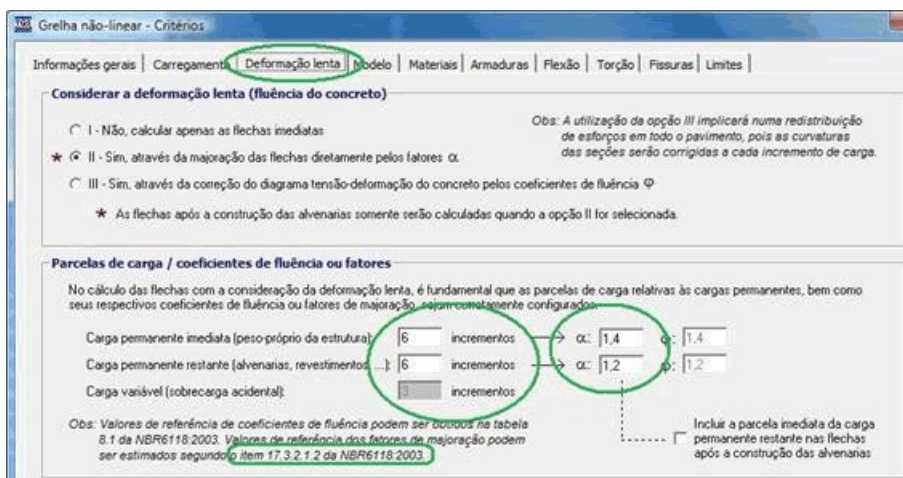 Grelha não-linear - Critérios
Informações gerais | Carregamento | Deformação lenta | Modelo | Materiais | Armaduras | Flexão | Torção | Fissuras | Limites
Considerar a deformação lenta (fluência do concreto)
I - Não, calcular apenas as flechas imediatas
★ II - Sim, através da majoração das flechas diretamente pelos fatores α.
III - Sim, através da correção do diagrama tensão-deformação do concreto pelos coeficientes de fluência φ
★ As flechas após a construção das alvenarias somente serão calculadas quando a opção II for selecionada.
Obs: A utilização da opção III implicará numa redistribuição
de esforços em todo o pavimento, pois as curvaturas
das seções serão corrigidas a cada incremento de carga.
Parcelas de carga / coeficientes de fluência ou fatores
No cálculo das flechas com a consideração da deformação lenta, é fundamental que as parcelas de carga relativas às cargas permanentes, bem como
seus respectivos coeficientes de fluência ou fatores de majoração, sejam corretamente configurados.
Carga permanente imediata (peso-próprio da estrutura): 6 incrementos α: 1,4 φ: 1,4
Carga permanente restante (alvenarias, revestimentos, ...): 6 incrementos α: 1,2 φ: 1,2
Carga variável (sobrecarga acidental): 3 incrementos
Obs: Valores de referência de coeficientes de fluência podem ser obtidos na tabela
8.1 da NBR6118:2003. Valores de referência dos fatores de majoração podem
ser estimados segundo o item 17.3.2.1.2 da NBR6118:2003.
Incluir a parcela imediata da carga
permanente restante nas flechas
após a construção das alvenarias